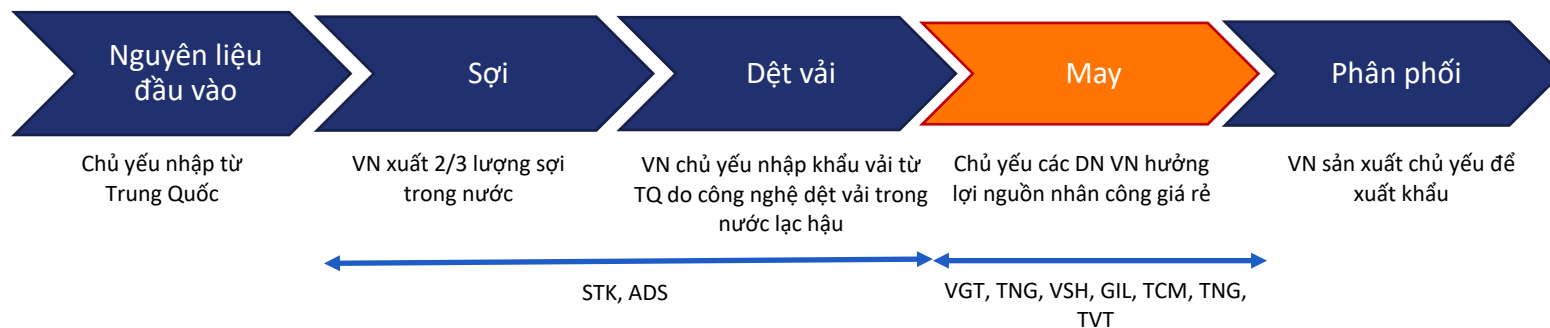 Nguyên liệu
đầu vào
Sợi
Dệt vải
May
Phân phối
Chủ yếu nhập từ
Trung Quốc
VN xuất 2/3 lượng sợi
trong nước
VN chủ yếu nhập khẩu vải từ
TQ do công nghệ dệt vải trong
nước lạc hậu
Chủ yếu các DN VN hưởng
lợi nguồn nhân công giá rẻ
VN sản xuất chủ yếu để
xuất khẩu
STK, ADS
VGT, TNG, VSH, GIL, TCM, TNG,
TVT